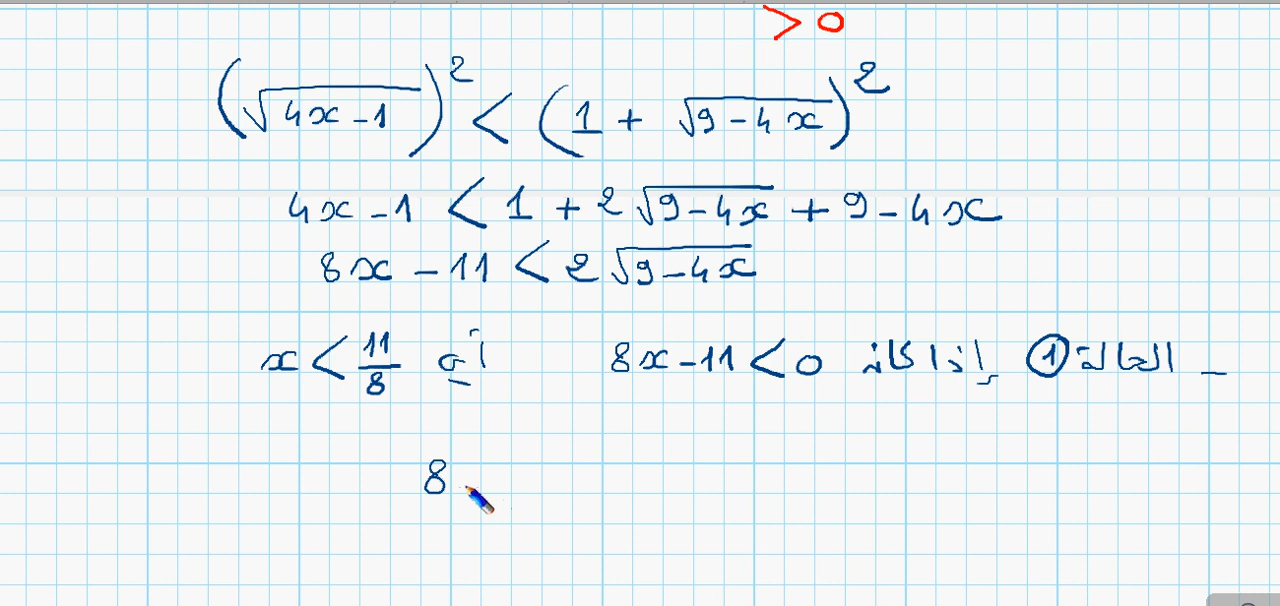 > 0
(√(4x-1))² < (1 + √(9-4x))²
4x-1 < 1 + 2√(9-4x) + 9-4x
8x-11 < 2√(9-4x)
_ الحالة ① إذا كان 8x-11 < 0 أي x < 11/8
8